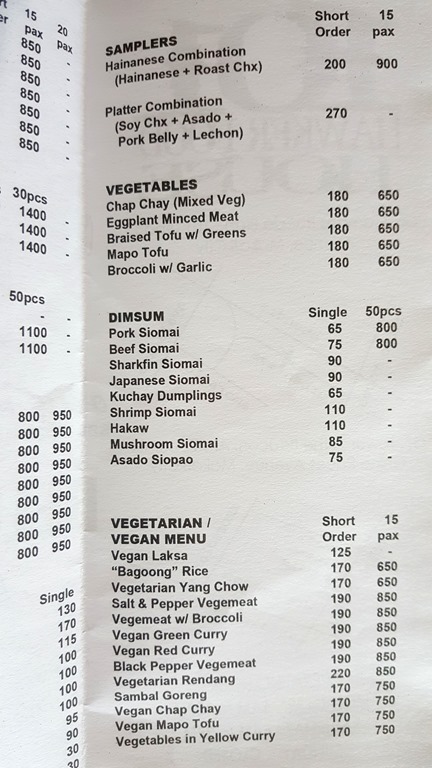 15 20
pax pax
850 -
850 -
850 -
850 -
850 -
850 -
850 -
30pcs
1400 -
1400 -
1400 -
50pcs
- -
1100 -
1100 -
800 950
800 950
800 950
800 950
800 950
800 950
800 950
800 950
800 950
Single
130
170
115
100
100
100
100
95
90
30
30
Short 15
SAMPLERS Order pax
Hainanese Combination 200 900
(Hainanese + Roast Chx)
Platter Combination 270 -
(Soy Chx + Asado +
Pork Belly + Lechon)
VEGETABLES
Chap Chay (Mixed Veg) 180 650
Eggplant Minced Meat 180 650
Braised Tofu w/ Greens 180 650
Mapo Tofu 180 650
Broccoli w/ Garlic 180 650
DIMSUM Single 50pcs
Pork Siomai 65 800
Beef Siomai 75 800
Sharkfin Siomai 90 -
Japanese Siomai 90 -
Kuchay Dumplings 65 -
Shrimp Siomai 110 -
Hakaw 110 -
Mushroom Siomai 85 -
Asado Siopao 75 -
VEGETARIAN / Short 15
VEGAN MENU Order pax
Vegan Laksa 125 -
“Bagoong” Rice 170 650
Vegetarian Yang Chow 170 650
Salt & Pepper Vegemeat 190 850
Vegemeat w/ Broccoli 190 850
Vegan Green Curry 190 850
Vegan Red Curry 190 850
Black Pepper Vegemeat 190 850
Vegetarian Rendang 220 850
Sambal Goreng 170 750
Vegan Chap Chay 170 750
Vegan Mapo Tofu 170 750
Vegetables in Yellow Curry 170 750